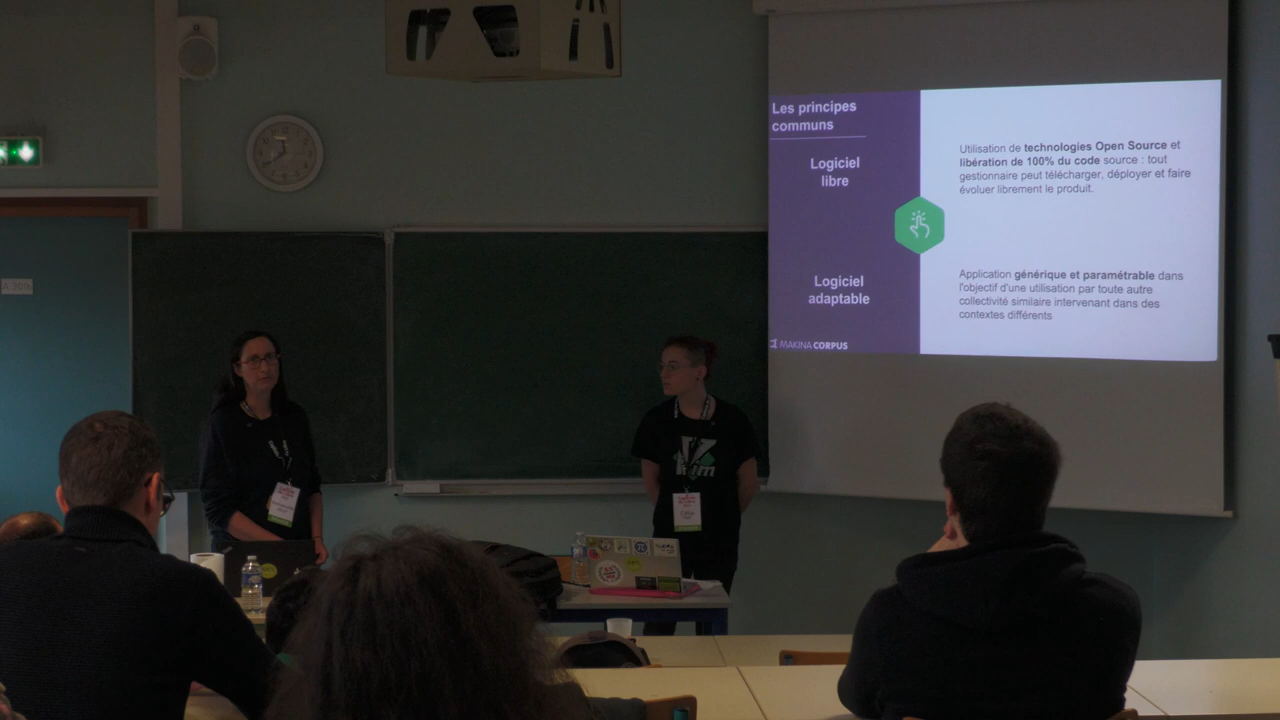 Les principes
communs
Logiciel
libre
Utilisation de technologies Open Source et
libération de 100% du code source : tout
gestionnaire peut télécharger, déployer et faire
évoluer librement le produit.
Logiciel
adaptable
Application générique et paramétrable dans
l'objectif d'une utilisation par toute autre
collectivité similaire intervenant dans des
contextes différents
MAKINA CORPUS